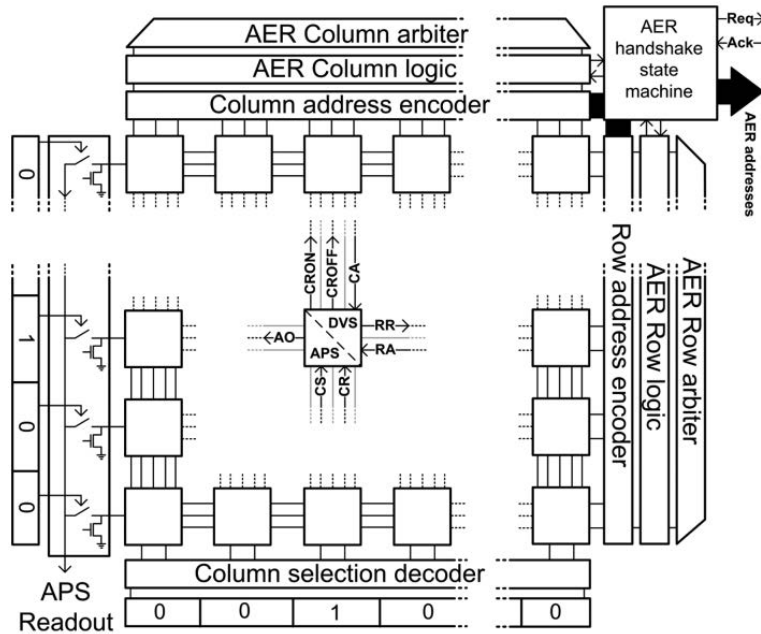 AER Column arbiter
AER Column logic
Column address encoder
AER
handshake
state
machine
Req
Ack
AER addresses
0
1
0
0
CRON
CROFF
CA
DVS
APS
AO
RR
RA
CS
CR
Row address encoder
AER Row logic
AER Row arbiter
Column selection decoder
0
0
1
0
0
APS
Readout